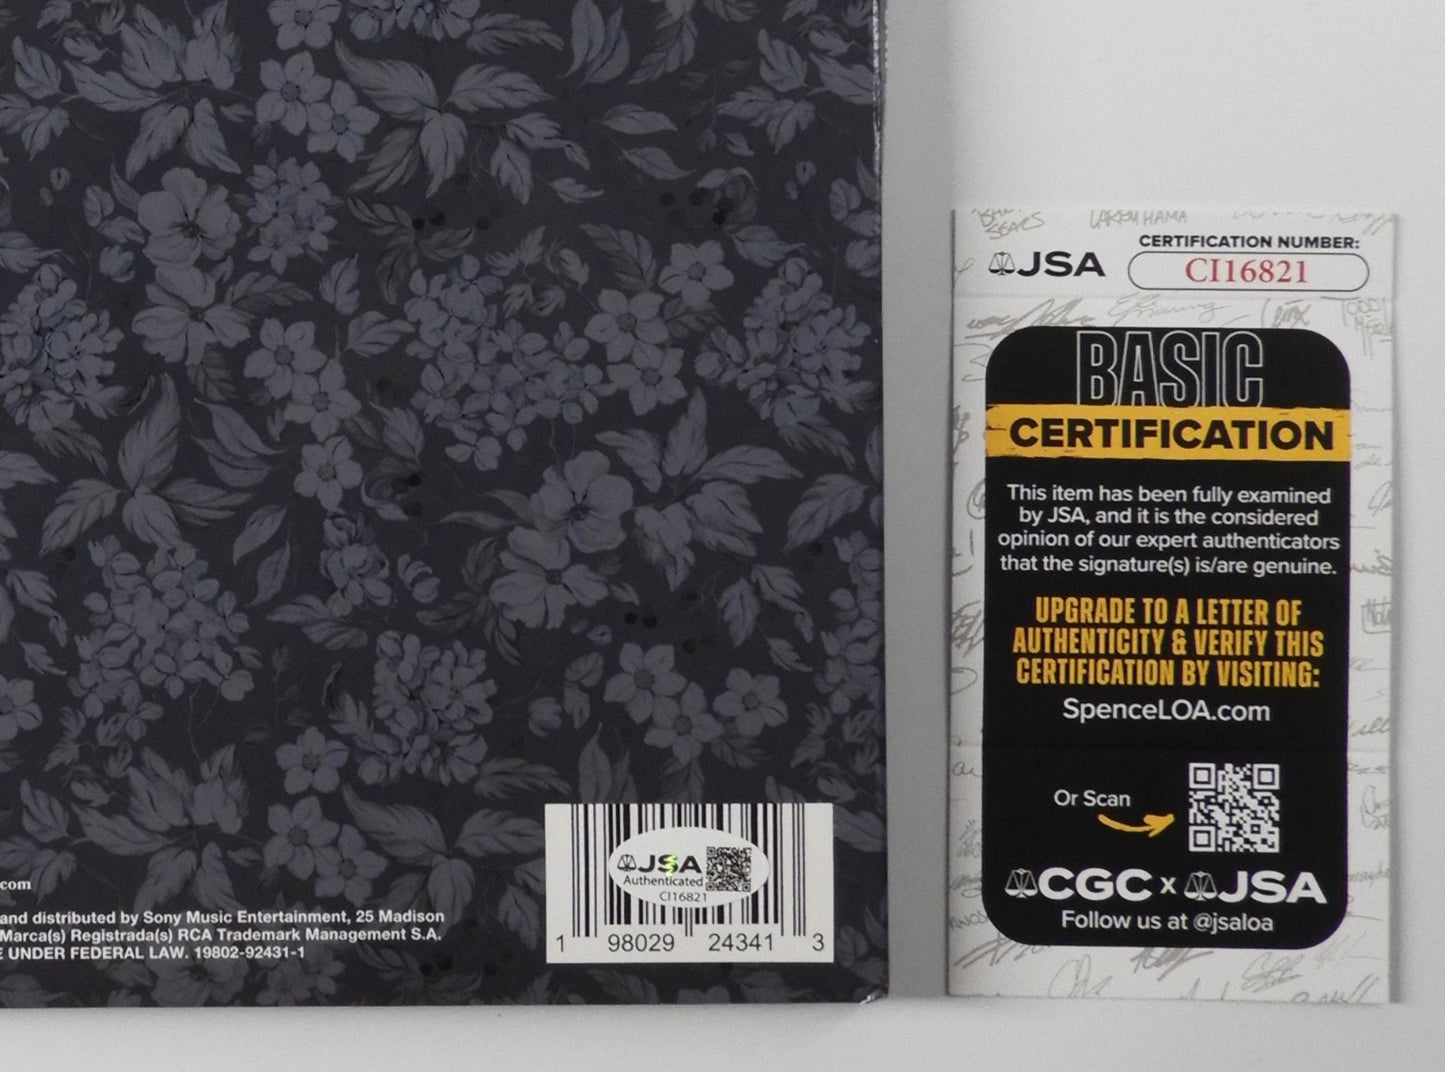 .com
and distributed by Sony Music Entertainment, 25 Madison
Marca(s) Registrada(s) RCA Trademark Management S.A.
E UNDER FEDERAL LAW. 19802-92431-1
JSA
Authenticated
CI16821
1 98029 24341 3
SEARS
LARRY HAMA
JSA
CERTIFICATION NUMBER:
CI16821
BASIC
CERTIFICATION
This item has been fully examined
by JSA, and it is the considered
opinion of our expert authenticators
that the signature(s) is/are genuine.
UPGRADE TO A LETTER OF
AUTHENTICITY & VERIFY THIS
CERTIFICATION BY VISITING:
SpenceLOA.com
Or Scan
CGC x JSA
Follow us at @jsaloa